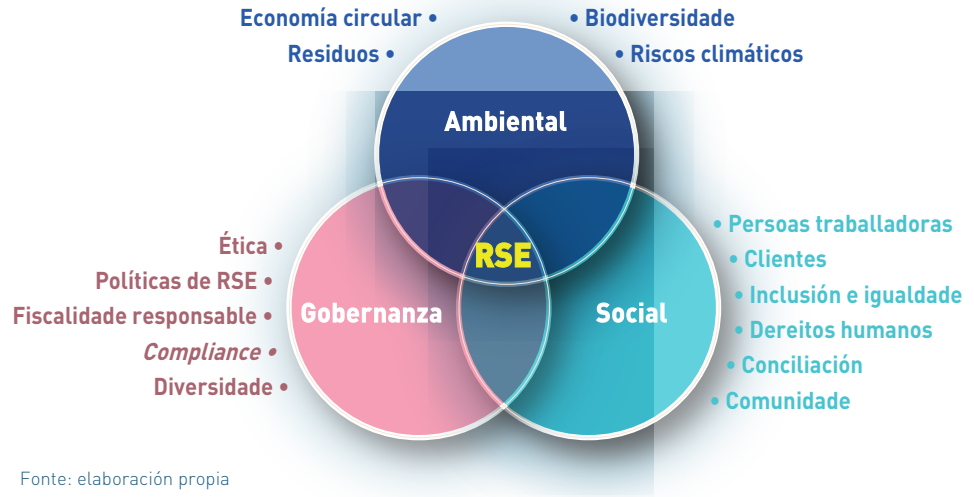 Economía circular •
Residuos •
• Biodiversidade
• Riscos climáticos
Ambiental
RSE
Ética •
Políticas de RSE •
Fiscalidade responsable •
Compliance •
Diversidade •
Gobernanza
Social
• Persoas traballadoras
• Clientes
• Inclusión e igualdade
• Dereitos humanos
• Conciliación
• Comunidade
Fonte: elaboración propia